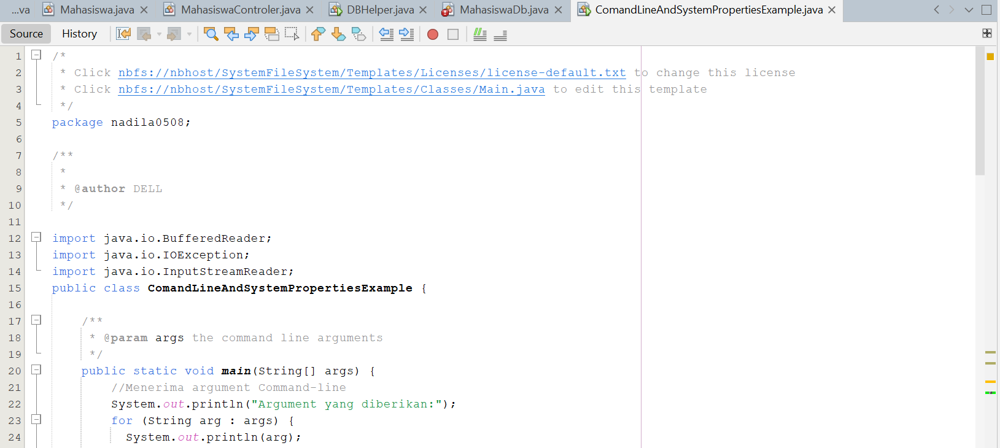 ...va Mahasiswa.java MahasiswaControler.java DBHelper.java MahasiswaDb.java ComandLineAndSystemPropertiesExample.java
Source History
1 /*
2 * Click nbfs://nbhost/SystemFileSystem/Templates/Licenses/license-default.txt to change this license
3 * Click nbfs://nbhost/SystemFileSystem/Templates/Classes/Main.java to edit this template
4 */
5 package nadila0508;
6
7 /**
8 *
9 * @author DELL
10 */
11
12 import java.io.BufferedReader;
13 import java.io.IOException;
14 import java.io.InputStreamReader;
15 public class ComandLineAndSystemPropertiesExample {
16
17 /**
18 * @param args the command line arguments
19 */
20 public static void main(String[] args) {
21 //Menerima argument Command-line
22 System.out.println("Argument yang diberikan:");
23 for (String arg : args) {
24 System.out.println(arg);